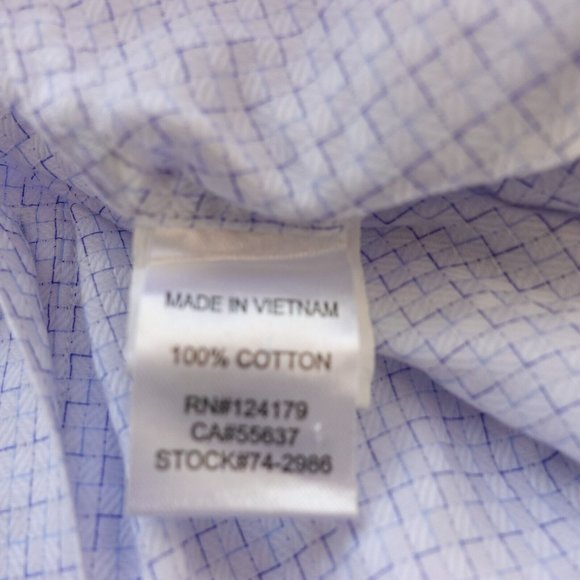 MADE IN VIETNAM
100% COTTON
RN#124179
CA#55637
STOCK#74-2986